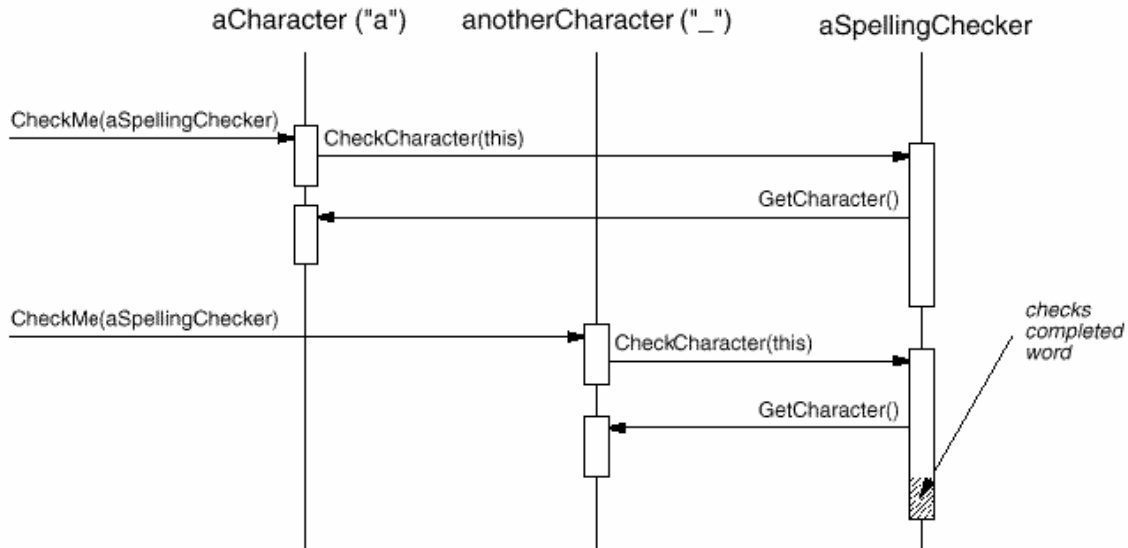 aCharacter ("a")
anotherCharacter ("_")
aSpellingChecker
CheckMe(aSpellingChecker)
CheckCharacter(this)
GetCharacter()
CheckMe(aSpellingChecker)
CheckCharacter(this)
GetCharacter()
checks
completed
word